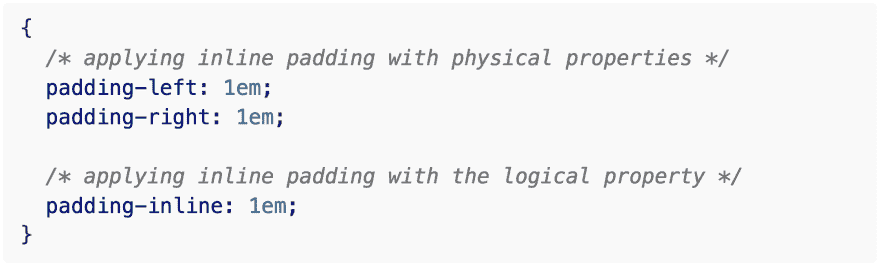 {
  /* applying inline padding with physical properties */
  padding-left: 1em;
  padding-right: 1em;

  /* applying inline padding with the logical property */
  padding-inline: 1em;
}